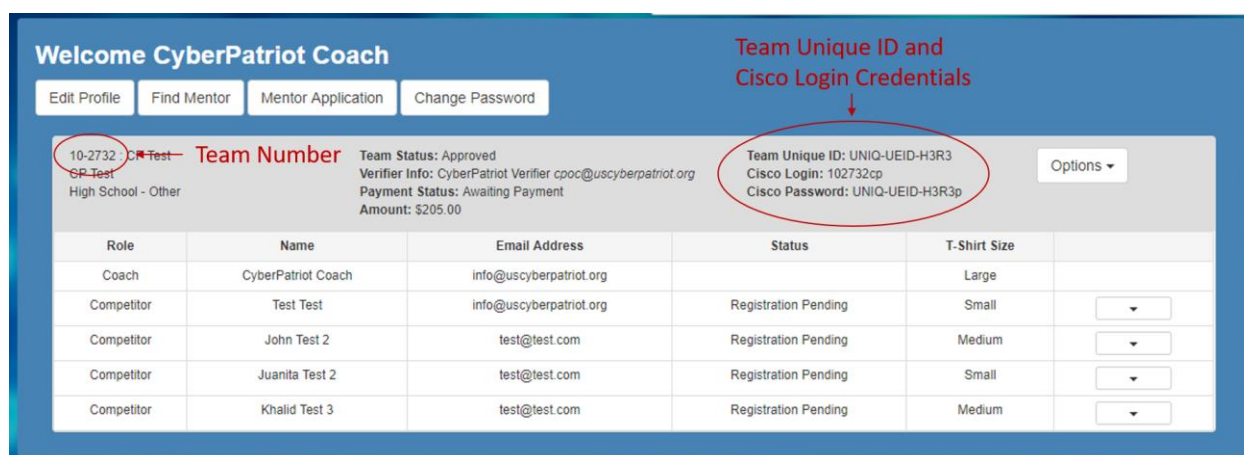 Welcome CyberPatriot Coach
Team Unique ID and
Cisco Login Credentials
Edit Profile Find Mentor Mentor Application Change Password
10-2732 : CP Test
CP Test
High School - Other
Team Number
Team Status: Approved
Verifier Info: CyberPatriot Verifier cpoc@uscyberpatriot.org
Payment Status: Awaiting Payment
Amount: $205.00
Team Unique ID: UNIQ-UEID-H3R3
Cisco Login: 102732cp
Cisco Password: UNIQ-UEID-H3R3p
Options
Role Name Email Address Status T-Shirt Size
Coach CyberPatriot Coach info@uscyberpatriot.org Large
Competitor Test Test info@uscyberpatriot.org Registration Pending Small
Competitor John Test 2 test@test.com Registration Pending Medium
Competitor Juanita Test 2 test@test.com Registration Pending Small
Competitor Khalid Test 3 test@test.com Registration Pending Medium